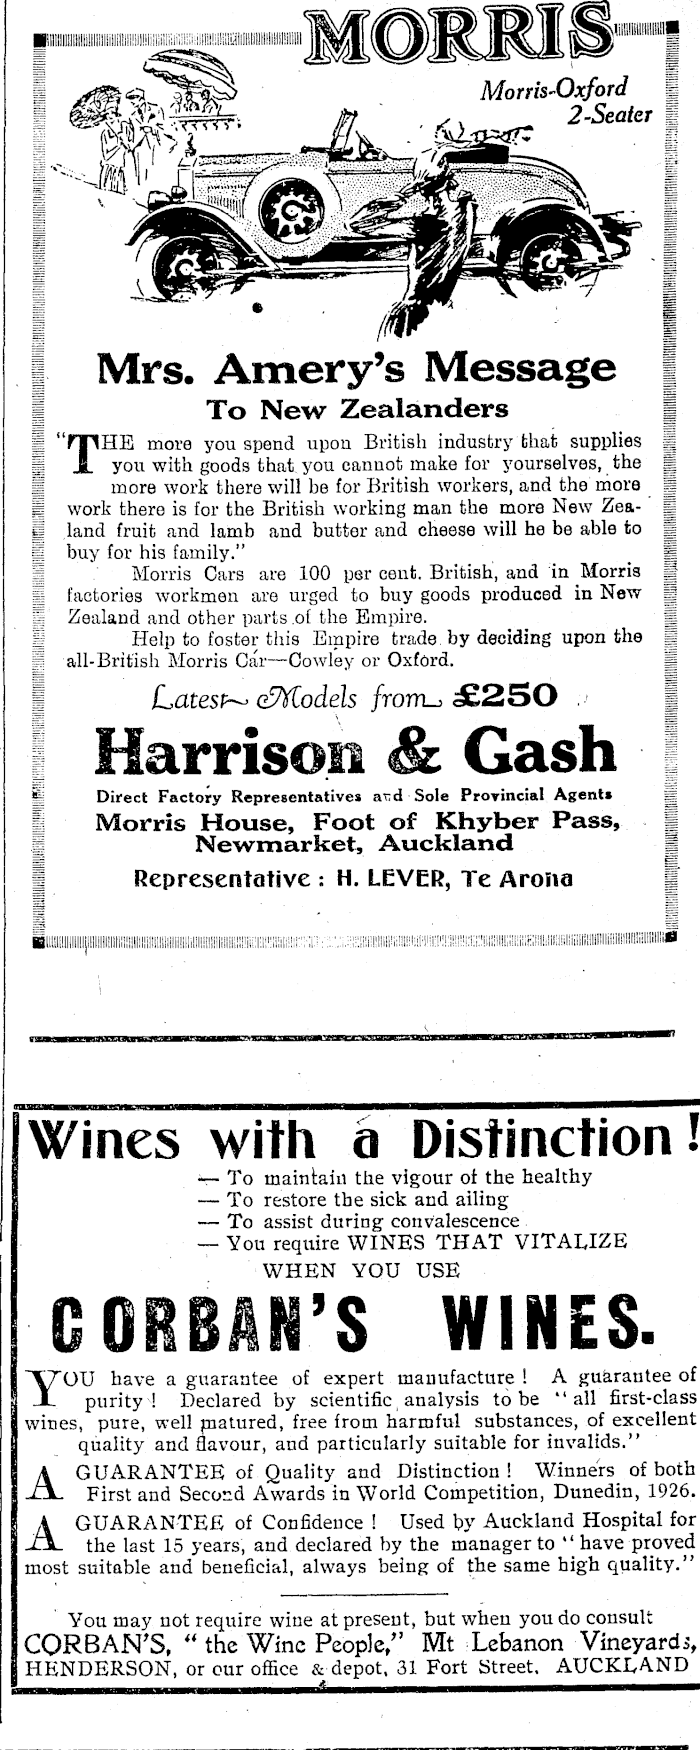 MORRIS
Morris-Oxford
2-Seater
Mrs. Amery's Message
To New Zealanders
"THE more you spend upon British industry that supplies
you with goods that you cannot make for yourselves, the
more work there will be for British workers, and the more
work there is for the British working man the more New Zea-
land fruit and lamb and butter and cheese will he be able to
buy for his family."
Morris Cars are 100 per cent. British, and in Morris
factories workmen are urged to buy goods produced in New
Zealand and other parts of the Empire.
Help to foster this Empire trade by deciding upon the
all-British Morris Car—Cowley or Oxford.
Latest Models from £250
Harrison & Gash
Direct Factory Representatives and Sole Provincial Agents
Morris House, Foot of Khyber Pass,
Newmarket, Auckland
Representative : H. LEVER, Te Aroha
Wines with a Distinction!
— To maintain the vigour of the healthy
— To restore the sick and ailing
— To assist during convalescence
— You require WINES THAT VITALIZE
WHEN YOU USE
CORBAN'S WINES.
YOU have a guarantee of expert manufacture! A guarantee of
purity! Declared by scientific analysis to be "all first-class
wines, pure, well matured, free from harmful substances, of excellent
quality and flavour, and particularly suitable for invalids."
A GUARANTEE of Quality and Distinction! Winners of both
First and Second Awards in World Competition, Dunedin, 1926.
A GUARANTEE of Confidence! Used by Auckland Hospital for
the last 15 years, and declared by the manager to "have proved
most suitable and beneficial, always being of the same high quality."
You may not require wine at present, but when you do consult
CORBAN'S, "the Wine People," Mt Lebanon Vineyards,
HENDERSON, or our office & depot, 31 Fort Street, AUCKLAND